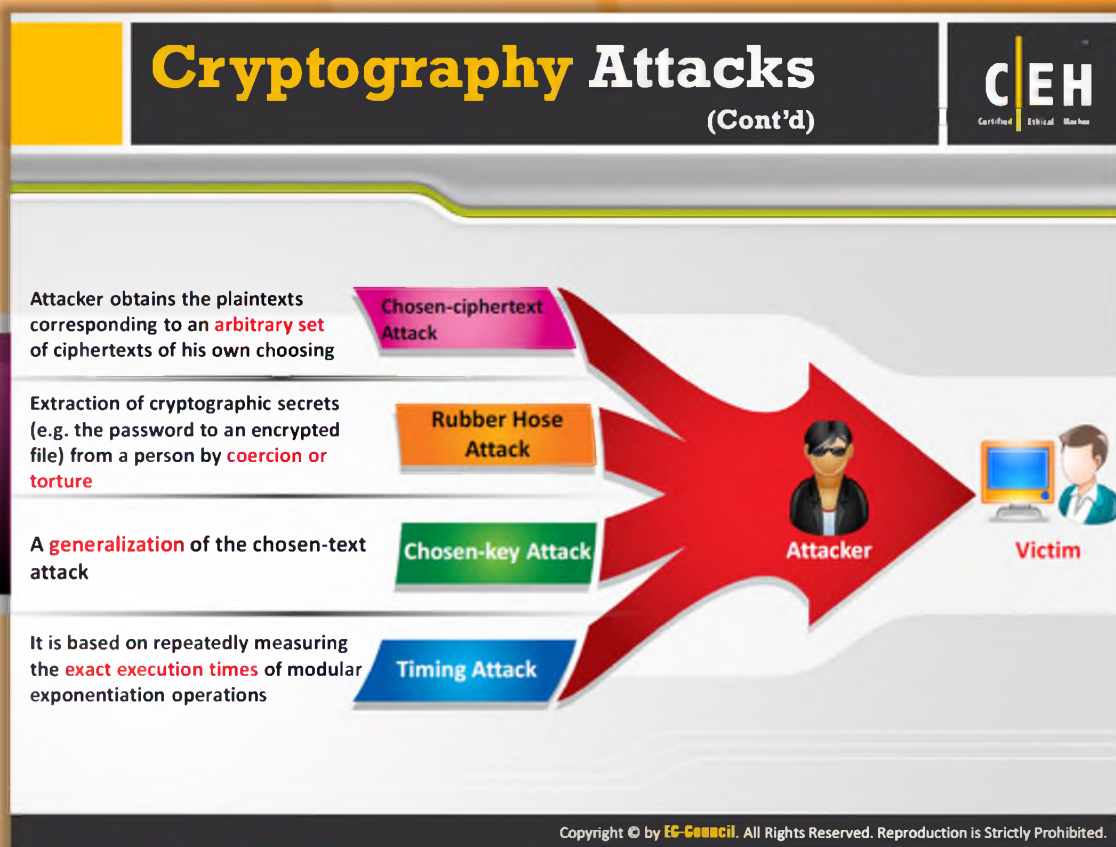 Cryptography Attacks
(Cont'd)
C EH
Certified Ethical Hacker
Attacker obtains the plaintexts
corresponding to an arbitrary set
of ciphertexts of his own choosing
Chosen-ciphertext
Attack
Extraction of cryptographic secrets
(e.g. the password to an encrypted
file) from a person by coercion or
torture
Rubber Hose
Attack
A generalization of the chosen-text
attack
Chosen-key Attack
It is based on repeatedly measuring
the exact execution times of modular
exponentiation operations
Timing Attack
Attacker
Victim
Copyright © by EC-Council. All Rights Reserved. Reproduction is Strictly Prohibited.